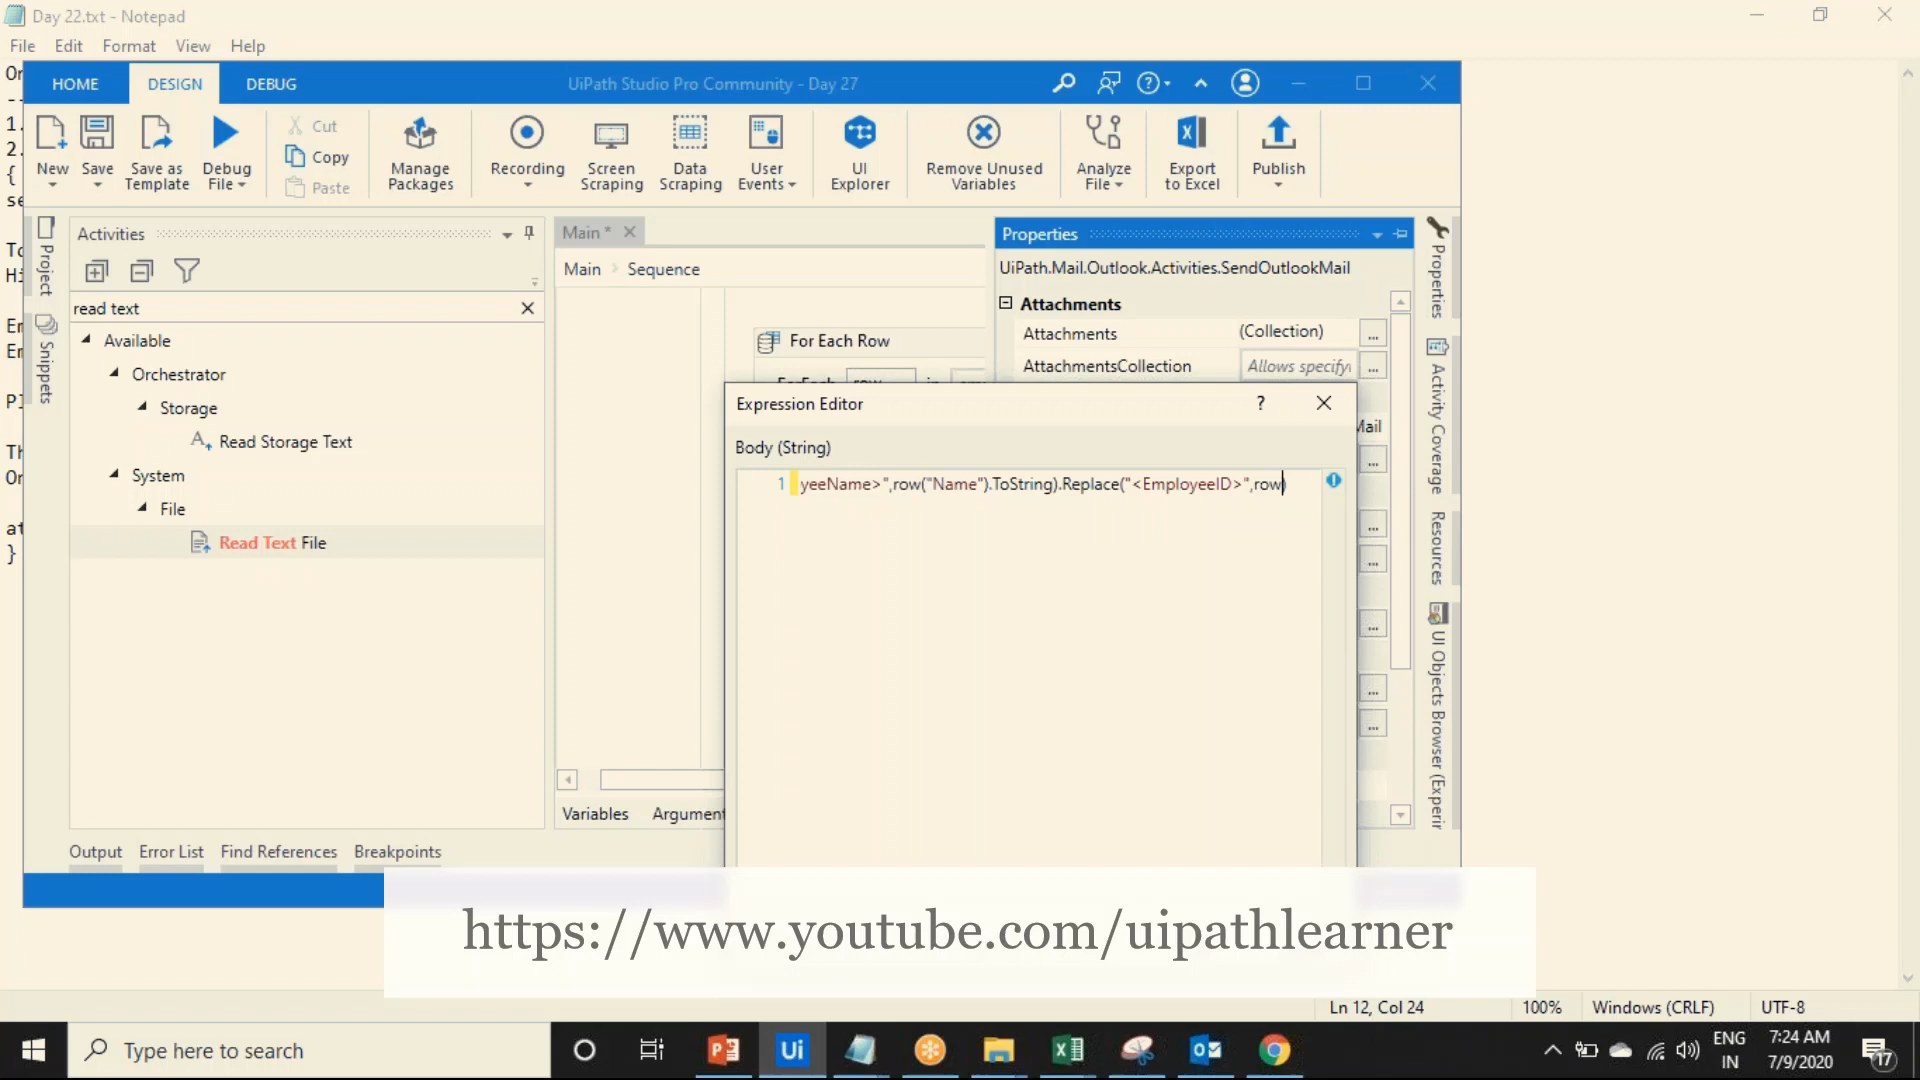 Day 22.txt - Notepad
File Edit Format View Help
HOME DESIGN DEBUG UiPath Studio Pro Community - Day 27
New Save Save as Template Debug File Cut Copy Paste Manage Packages Recording Screen Scraping Data Scraping User Events UI Explorer Remove Unused Variables Analyze File Export to Excel Publish
1.
2.
{
Project
Snippets
Activities
read text
Available
Orchestrator
Storage
Read Storage Text
System
File
Read Text File
Main *
Main Sequence
For Each Row
Properties
UiPath.Mail.Outlook.Activities.SendOutlookMail
Attachments
Attachments (Collection) ...
AttachmentsCollection Allows specify ...
Expression Editor ?
Body (String)
1 yeeName>",row("Name").ToString).Replace("<EmployeeID>",row)
Properties
Activity Coverage
Resources
UI Objects Browser (Experir
}
Variables Argument
Output Error List Find References Breakpoints
https://www.youtube.com/uipathlearner
Ln 12, Col 24 100% Windows (CRLF) UTF-8
Type here to search
ENG
IN
7:24 AM
7/9/2020
17